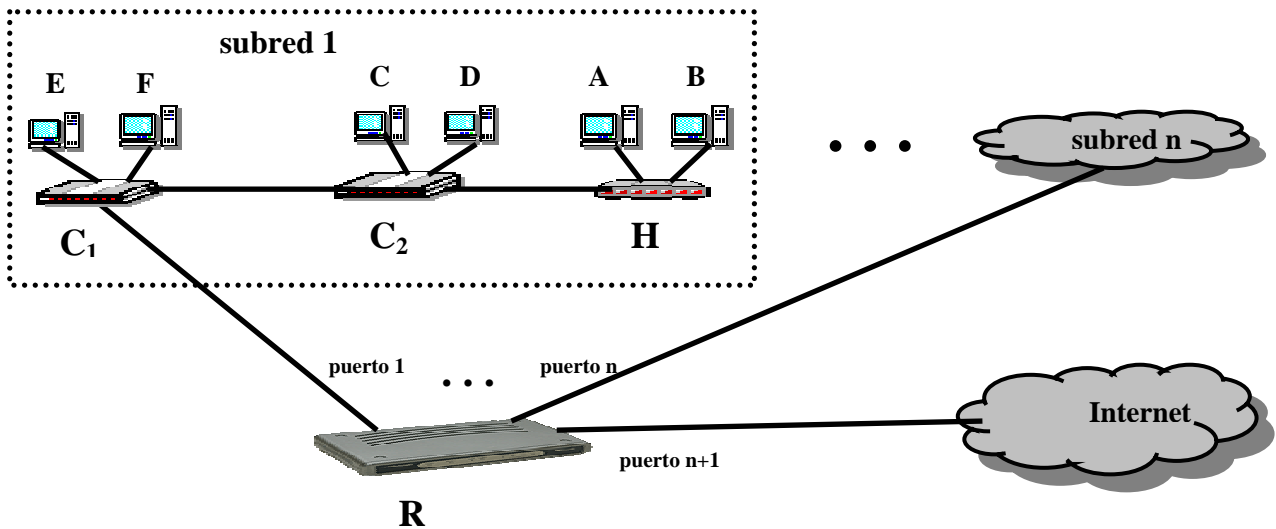 subred 1
E
F
C
D
A
B
subred n
C₁
C₂
H
puerto 1
puerto n
Internet
puerto n+1
R